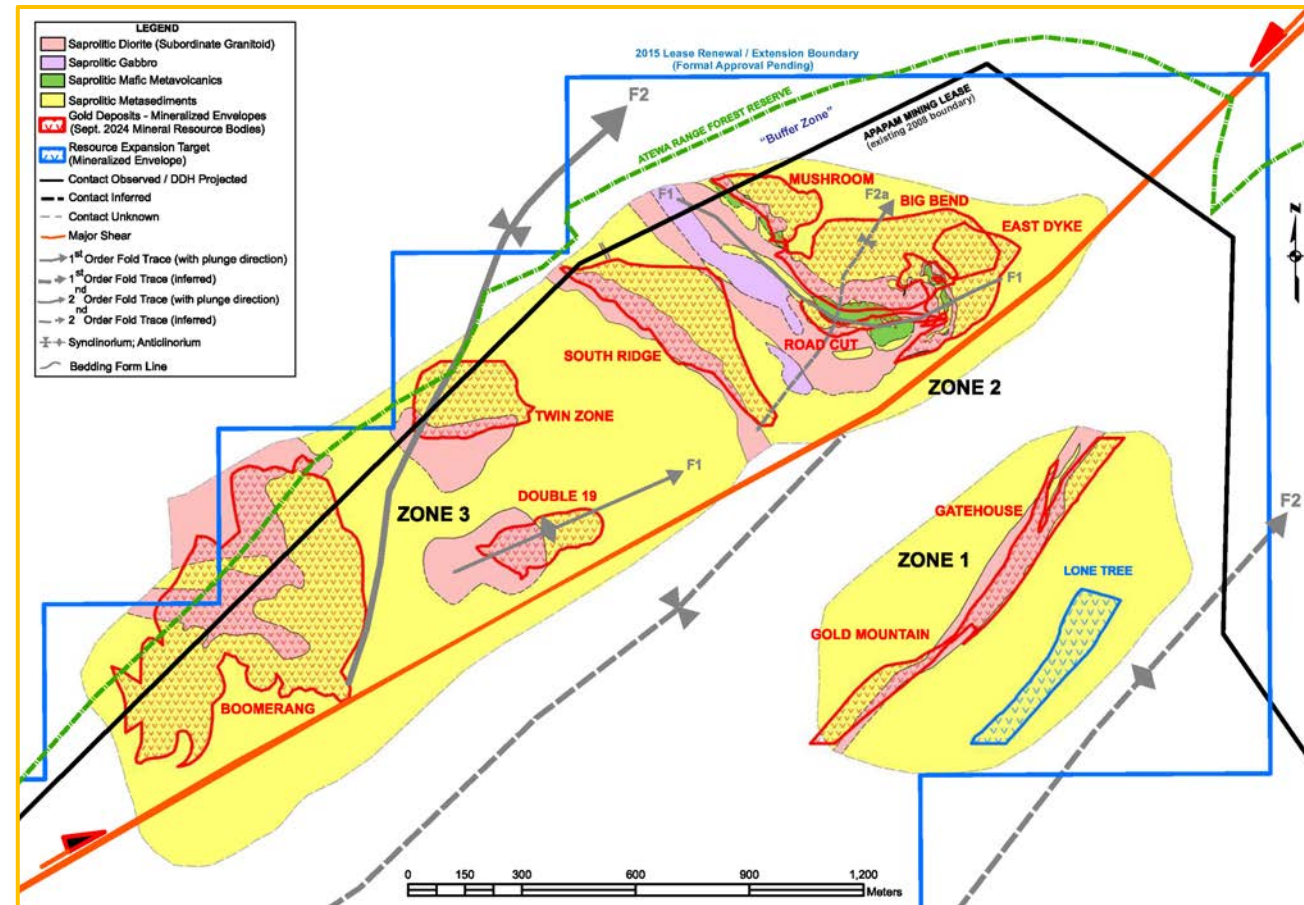 LEGEND
Saprolitic Diorite (Subordinate Granitoid)
Saprolitic Gabbro
Saprolitic Mafic Metavolcanics
Saprolitic Metasediments
Gold Deposits - Mineralized Envelopes
(Sept. 2024 Mineral Resource Bodies)
Resource Expansion Target
(Mineralized Envelope)
Contact Observed / DDH Projected
Contact Inferred
Contact Unknown
Major Shear
1st Order Fold Trace (with plunge direction)
1st Order Fold Trace (inferred)
2nd Order Fold Trace (with plunge direction)
2nd Order Fold Trace (inferred)
Synclinorium; Anticlinorium
Bedding Form Line
2015 Lease Renewal / Extension Boundary
(Formal Approval Pending)
F2
ATEWA RANGE FOREST RESERVE
"Buffer Zone"
APAPAM MINING LEASE
(existing 2008 boundary)
MUSHROOM
F1
F2a
BIG BEND
EAST DYKE
F1
N
ROAD CUT
SOUTH RIDGE
ZONE 2
TWIN ZONE
F1
DOUBLE 19
ZONE 3
GATEHOUSE
F2
ZONE 1
LONE TREE
GOLD MOUNTAIN
BOOMERANG
0 150 300 600 900 1,200
Meters